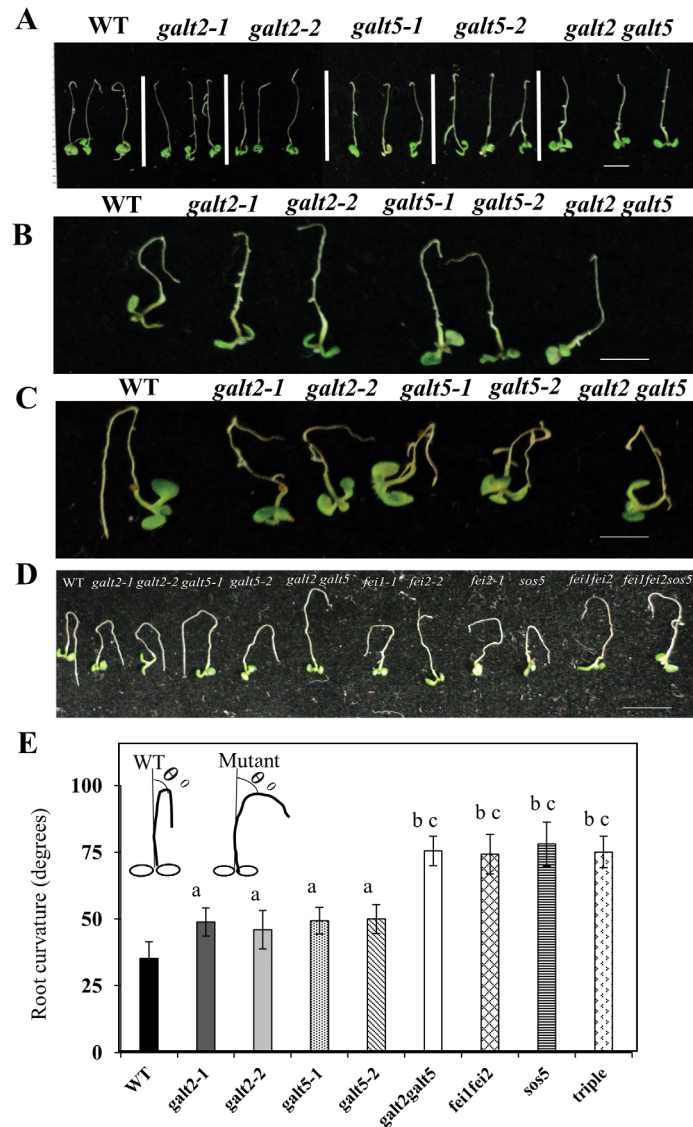 A
WT galt2-1 galt2-2 galt5-1 galt5-2 galt2 galt5
WT galt2-1 galt2-2 galt5-1 galt5-2 galt2 galt5
B
WT galt2-1 galt2-2 galt5-1 galt5-2 galt2 galt5
C
D
WT galt2-1 galt2-2 galt5-1 galt5-2 galt2 galt5 fei1-1 fei2-2 fei2-1 sos5 fei1fei2 fei1fei2sos5
E
Root curvature (degrees)
100
75
50
25
0
WT θ o
Mutant θ o
a a a a b c b c b c b c
WT galt2-1 galt2-2 galt5-1 galt5-2 galt2galt5 fei1fei2 sos5 triple